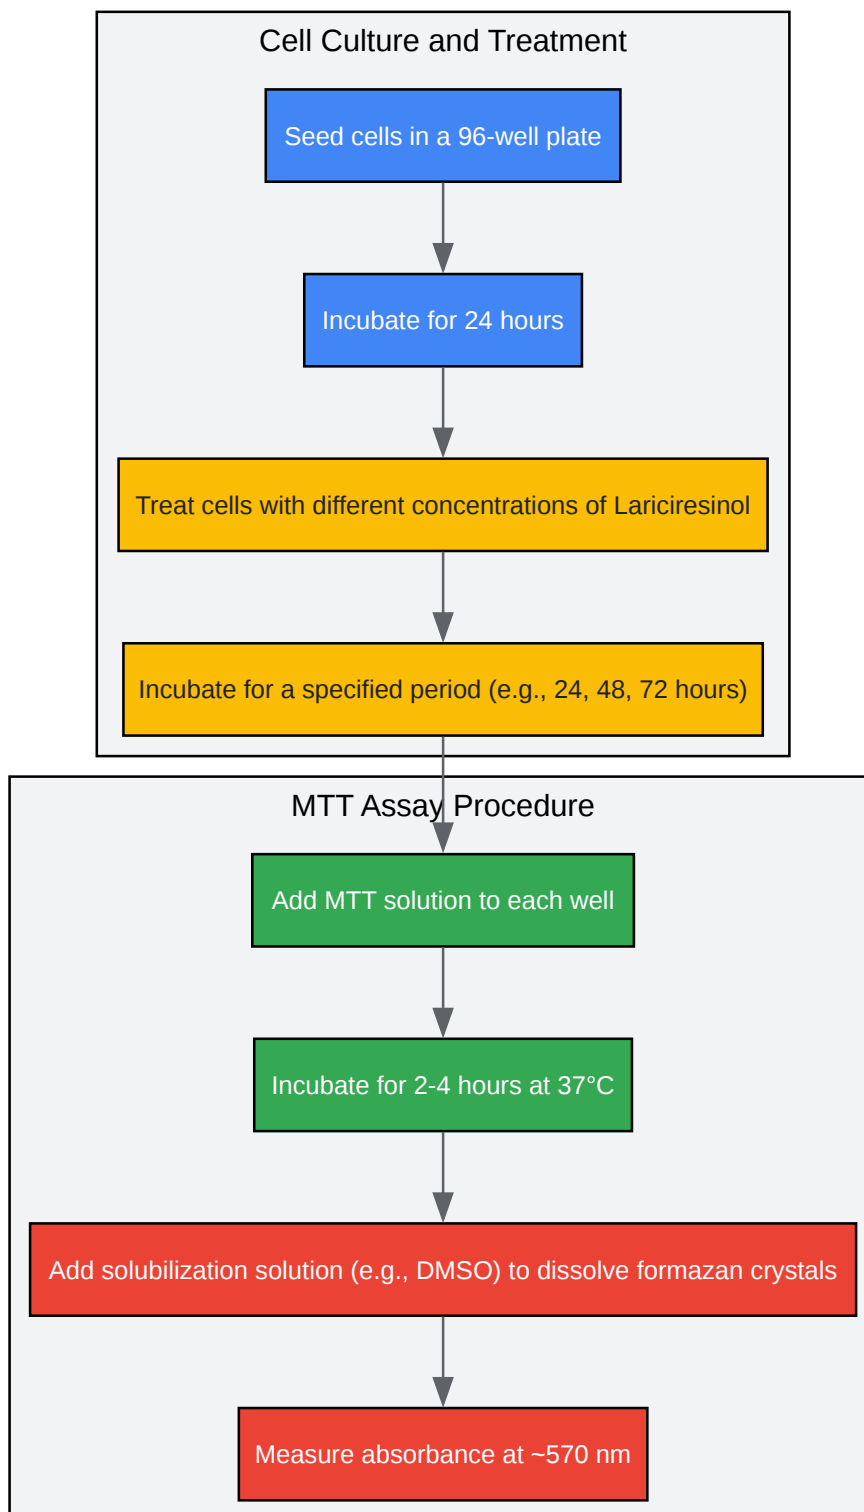 Cell Culture and Treatment
Seed cells in a 96-well plate
Incubate for 24 hours
Treat cells with different concentrations of Lariciresinol
Incubate for a specified period (e.g., 24, 48, 72 hours)
MTT Assay Procedure
Add MTT solution to each well
Incubate for 2-4 hours at 37°C
Add solubilization solution (e.g., DMSO) to dissolve formazan crystals
Measure absorbance at ~570 nm